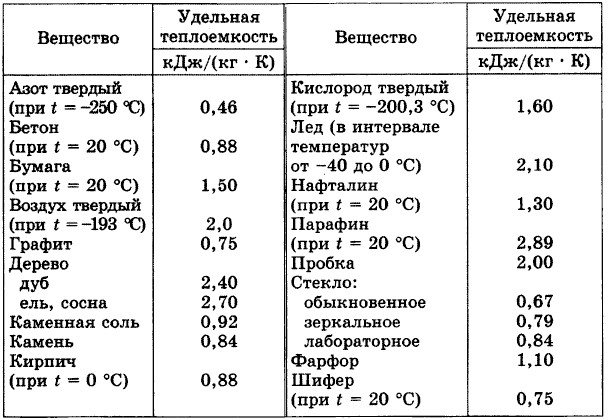 Вещество
Удельная
теплоемкость
кДж/(кг · К)
Азот твердый
(при t = –250 °C) 0,46
Бетон
(при t = 20 °C) 0,88
Бумага
(при t = 20 °C) 1,50
Воздух твердый
(при t = –193 °C) 2,0
Графит 0,75
Дерево
дуб 2,40
ель, сосна 2,70
Каменная соль 0,92
Камень 0,84
Кирпич
(при t = 0 °C) 0,88
Вещество
Удельная
теплоемкость
кДж/(кг · К)
Кислород твердый
(при t = –200,3 °C) 1,60
Лед (в интервале
температур
от –40 до 0 °C) 2,10
Нафталин
(при t = 20 °C) 1,30
Парафин
(при t = 20 °C) 2,89
Пробка 2,00
Стекло:
обыкновенное 0,67
зеркальное 0,79
лабораторное 0,84
Фарфор 1,10
Шифер
(при t = 20 °C) 0,75